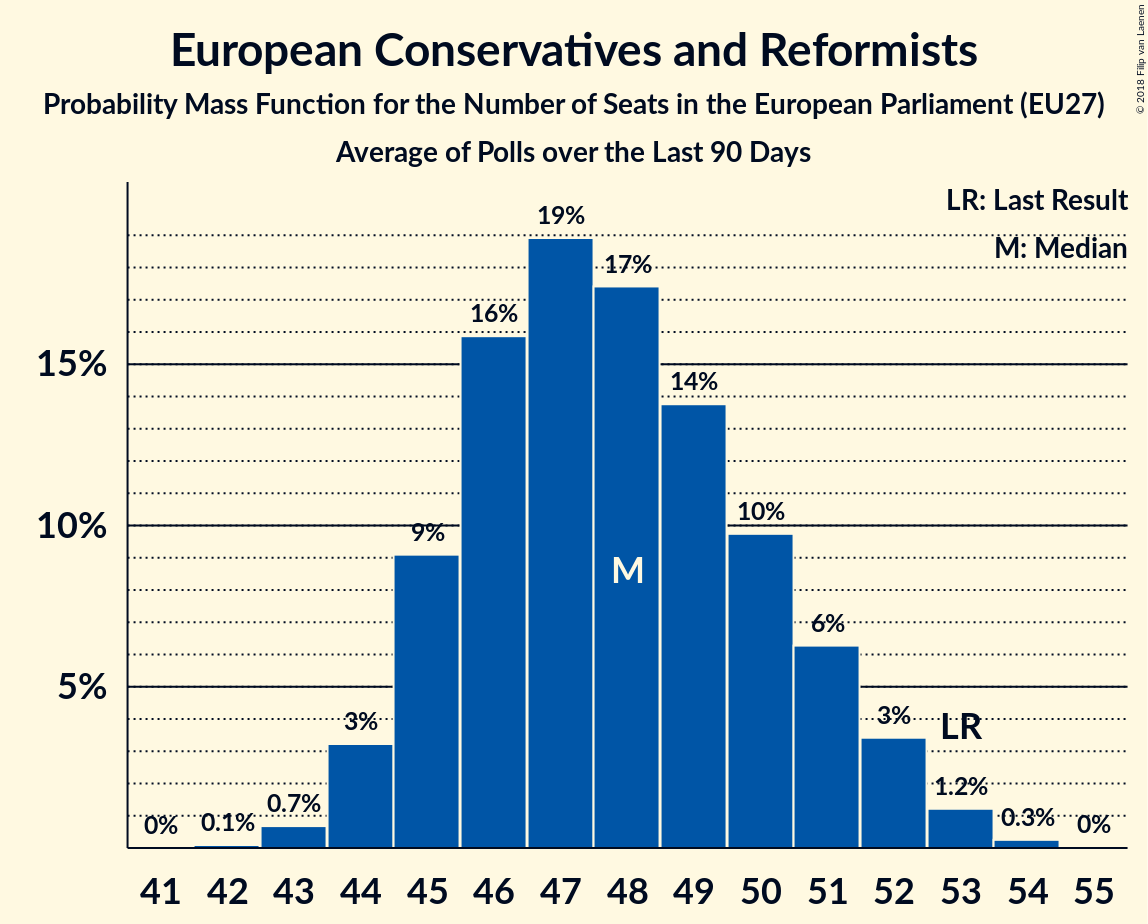 European Conservatives and Reformists
Probability Mass Function for the Number of Seats in the European Parliament (EU27)
Average of Polls over the Last 90 Days
© 2018 Filip van Laenen
LR: Last Result
M: Median
15%
10%
5%
0%
0.1%
0.7%
3%
9%
16%
19%
17%
14%
10%
6%
3%
1.2%
0.3%
0%
M
LR
41 42 43 44 45 46 47 48 49 50 51 52 53 54 55